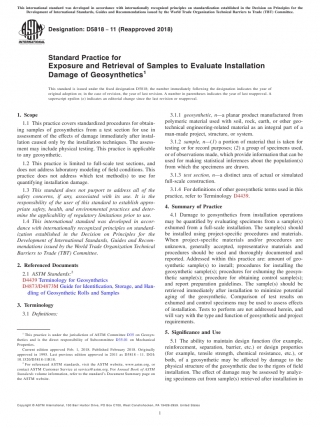 This international standard was developed in accordance with internationally recognized principles on standardization established in the Decision on Principles for the
Development of International Standards, Guides and Recommendations issued by the World Trade Organization Technical Barriers to Trade (TBT) Committee.
Designation: D5818 − 11 (Reapproved 2018)
Standard Practice for
Exposure and Retrieval of Samples to Evaluate Installation
Damage of Geosynthetics1
This standard is issued under the fixed designation D5818; the number immediately following the designation indicates the year of
original adoption or, in the case of revision, the year of last revision. A number in parentheses indicates the year of last reapproval. A
superscript epsilon (ε) indicates an editorial change since the last revision or reapproval.
1. Scope
1.1 This practice covers standardized procedures for obtain-
ing samples of geosynthetics from a test section for use in
assessment of the effects of damage immediately after instal-
lation caused only by the installation techniques. The assess-
ment may include physical testing. This practice is applicable
to any geosynthetic.
1.2 This practice is limited to full-scale test sections, and
does not address laboratory modeling of field conditions. This
practice does not address which test method(s) to use for
quantifying installation damage.
1.3 This standard does not purport to address all of the
safety concerns, if any, associated with its use. It is the
responsibility of the user of this standard to establish appro-
priate safety, health, and environmental practices and deter-
mine the applicability of regulatory limitations prior to use.
1.4 This international standard was developed in accor-
dance with internationally recognized principles on standard-
ization established in the Decision on Principles for the
Development of International Standards, Guides and Recom-
mendations issued by the World Trade Organization Technical
Barriers to Trade (TBT) Committee.
2. Referenced Documents
2.1 ASTM Standards:2
D4439 Terminology for Geosynthetics
D4873/D4873M Guide for Identification, Storage, and Han-
dling of Geosynthetic Rolls and Samples
3. Terminology
3.1 Definitions:
1 This practice is under the jurisdiction of ASTM Committee D35 on Geosyn-
thetics and is the direct responsibility of Subcommittee D35.01 on Mechanical
Properties.
Current edition approved Feb. 1, 2018. Published February 2018. Originally
approved in 1995. Last previous edition approved in 2011 as D5818 – 11. DOI:
10.1520/D5818-11R18.
2 For referenced ASTM standards, visit the ASTM website, www.astm.org, or
contact ASTM Customer Service at service@astm.org. For Annual Book of ASTM
Standards volume information, refer to the standard's Document Summary page on
the ASTM website.
3.1.1 geosynthetic, n—a planar product manufactured from
polymeric material used with soil, rock, earth, or other geo-
technical engineering-related material as an integral part of a
man-made project, structure, or system.
3.1.2 sample, n—(1) a portion of material that is taken for
testing or for record purposes; (2) a group of specimens used,
or of observations made, which provide information that can be
used for making statistical inferences about the population(s)
from which the specimens are drawn.
3.1.3 test section, n—a distinct area of actual or simulated
full-scale construction.
3.1.4 For definitions of other geosynthetic terms used in this
practice, refer to Terminology D4439.
4. Summary of Practice
4.1 Damage to geosynthetics from installation operations
may be quantified by evaluating specimens from a sample(s)
exhumed from a full-scale installation. The sample(s) should
be installed using project-specific procedures and materials.
When project-specific materials and/or procedures are
unknown, generally accepted, representative materials and
procedures should be used and thoroughly documented and
reported. Addressed within this practice are: amount of geo-
synthetic sample(s) to install; procedures for installing the
geosynthetic sample(s); procedures for exhuming the geosyn-
thetic sample(s); procedure for obtaining control sample(s);
and report preparation guidelines. The sample(s) should be
retrieved immediately after installation to minimize potential
aging of the geosynthetic. Comparison of test results on
exhumed and control specimens may be used to assess effects
of installation. Tests to perform are not addressed herein, and
will vary with the type and function of geosynthetic and project
requirements.
5. Significance and Use
5.1 The ability to maintain design function (for example,
reinforcement, separation, barrier, etc.) or design properties
(for example, tensile strength, chemical resistance, etc.), or
both, of a geosynthetic may be affected by damage to the
physical structure of the geosynthetic due to the rigors of field
installation. The effect of damage may be assessed by analyz-
ing specimens cut from sample(s) retrieved after installation in
Copyright © ASTM International, 100 Barr Harbor Drive, PO Box C700, West Conshohocken, PA 19428-2959. United States
1